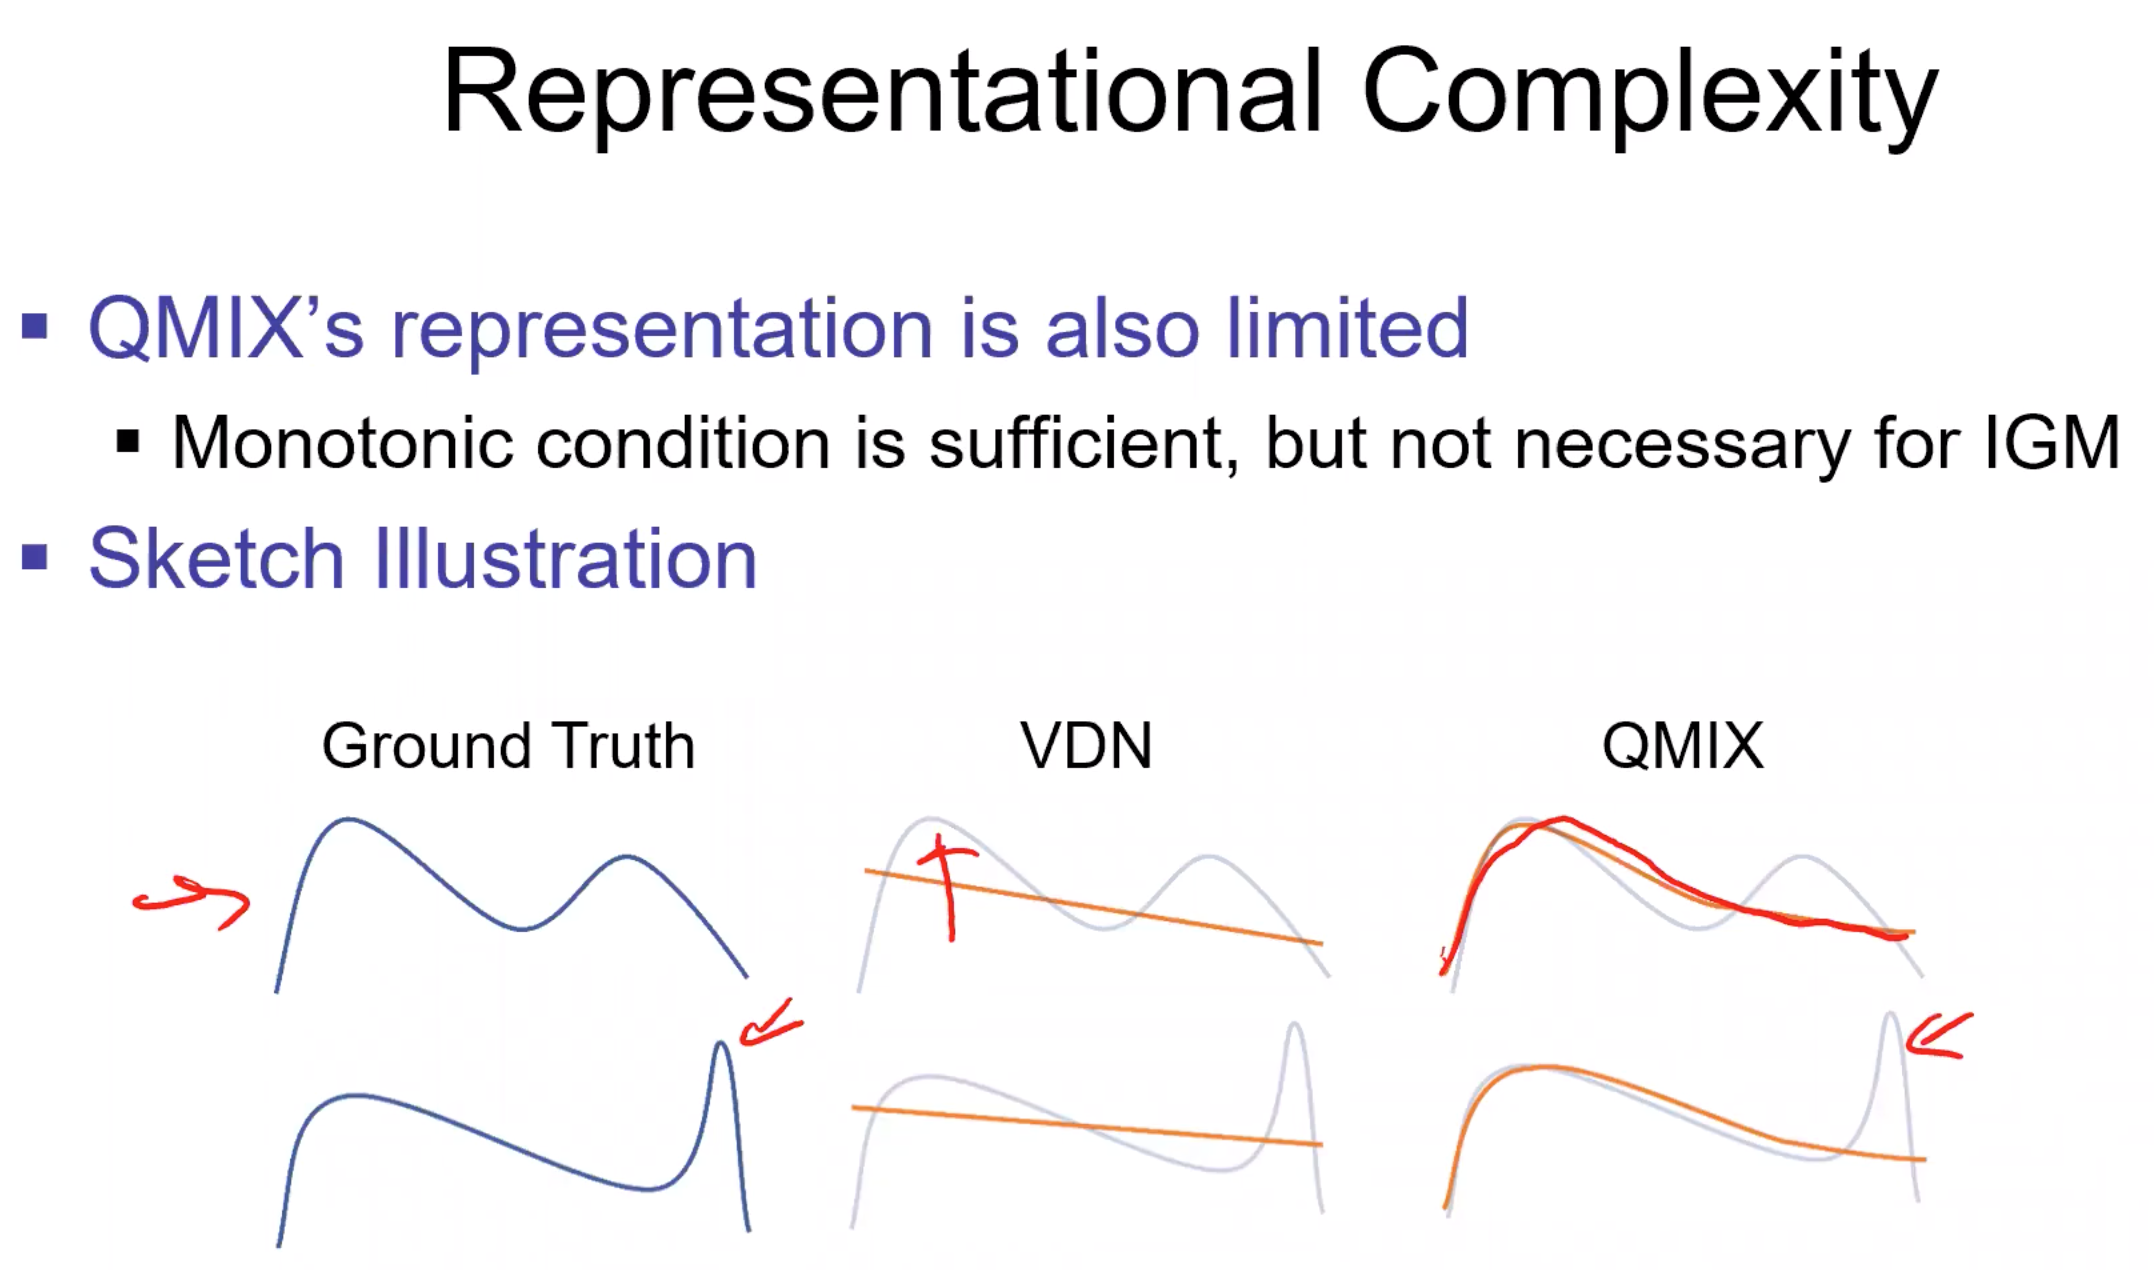 Representational Complexity
QMIX’s representation is also limited
Monotonic condition is sufficient, but not necessary for IGM
Sketch Illustration
Ground Truth VDN QMIX